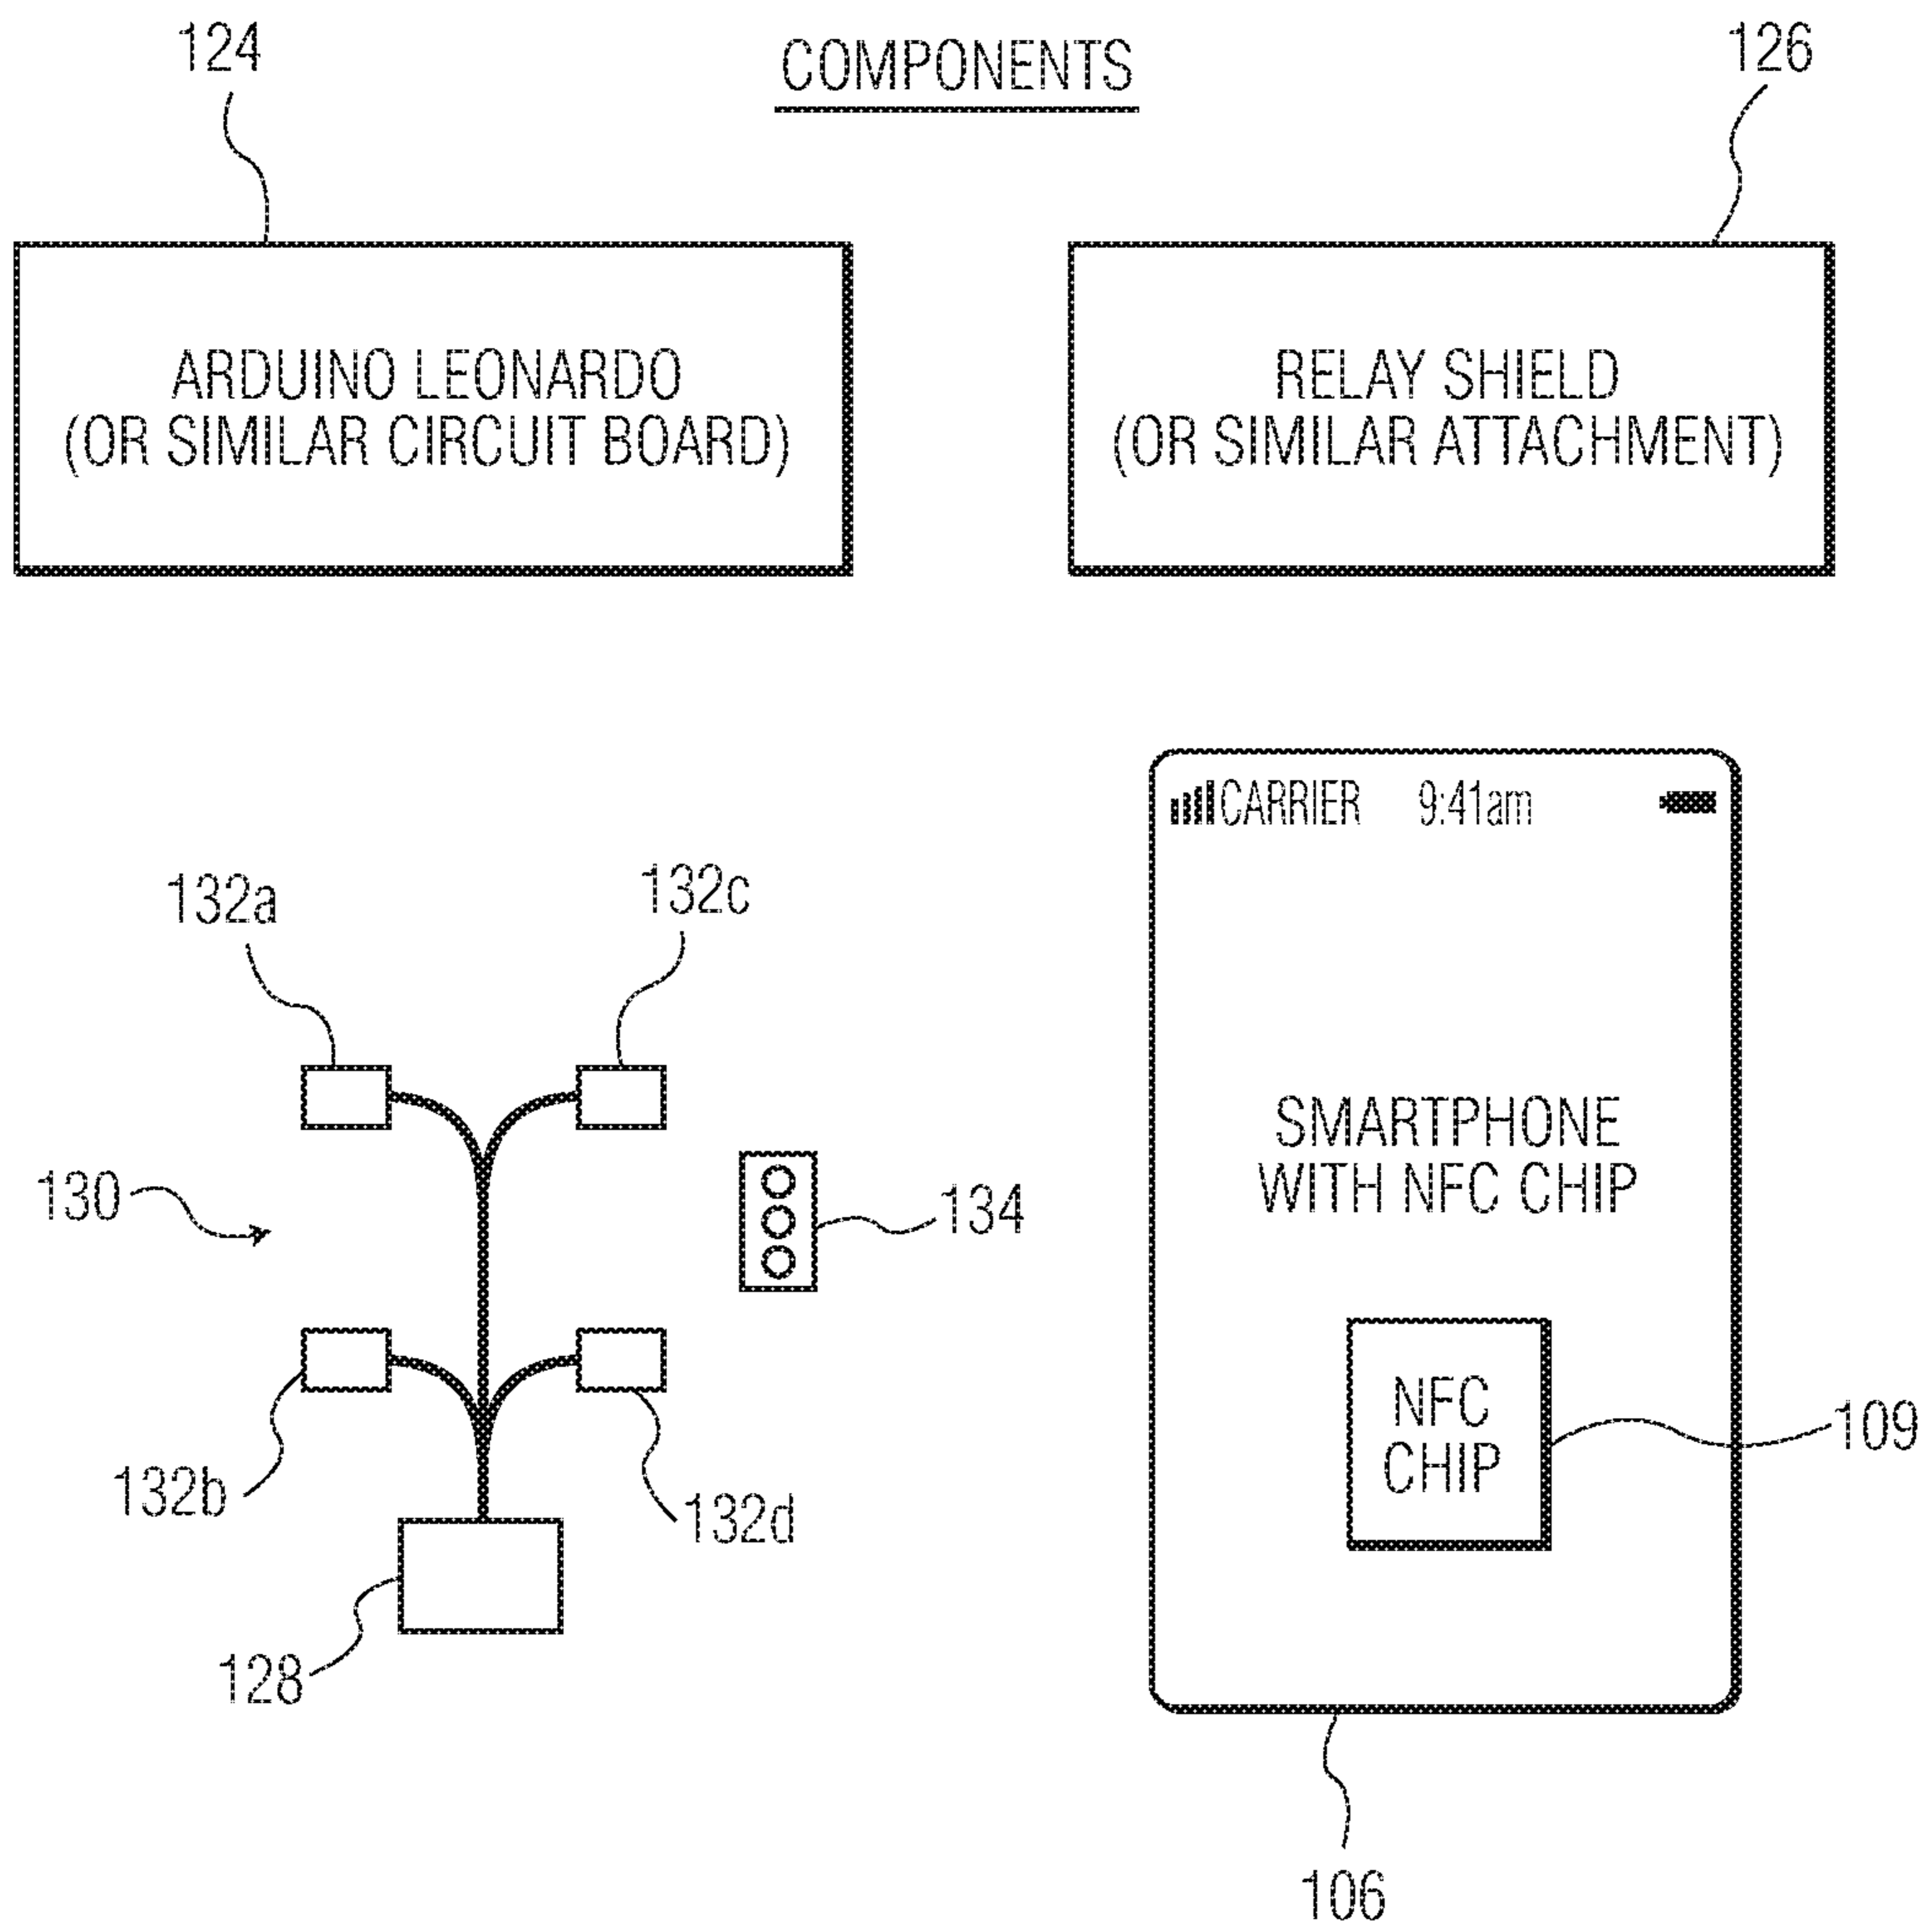 124
COMPONENTS
126
ARDUINO LEONARDO
(OR SIMILAR CIRCUIT BOARD)
RELAY SHIELD
(OR SIMILAR ATTACHMENT)
CARRIER 9:41am
132a
132c
130
134
SMARTPHONE
WITH NFC CHIP
132b
132d
NFC
CHIP
109
128
106